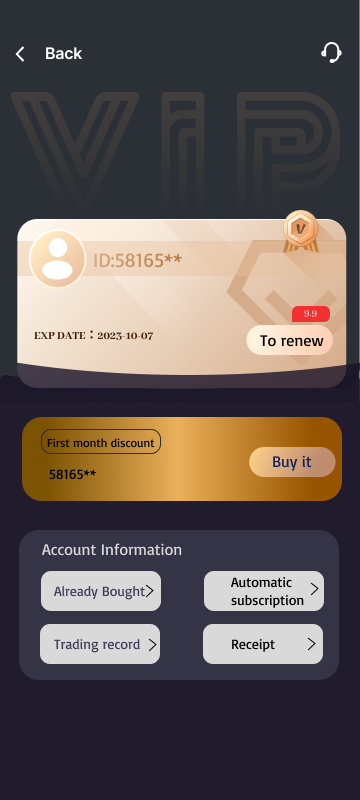 Back
VIP
V
ID:58165**
9.9
EXP DATE：2023-10-07
To renew
First month discount
58165**
Buy it
Account Information
Already Bought
Automatic
subscription
Trading record
Receipt